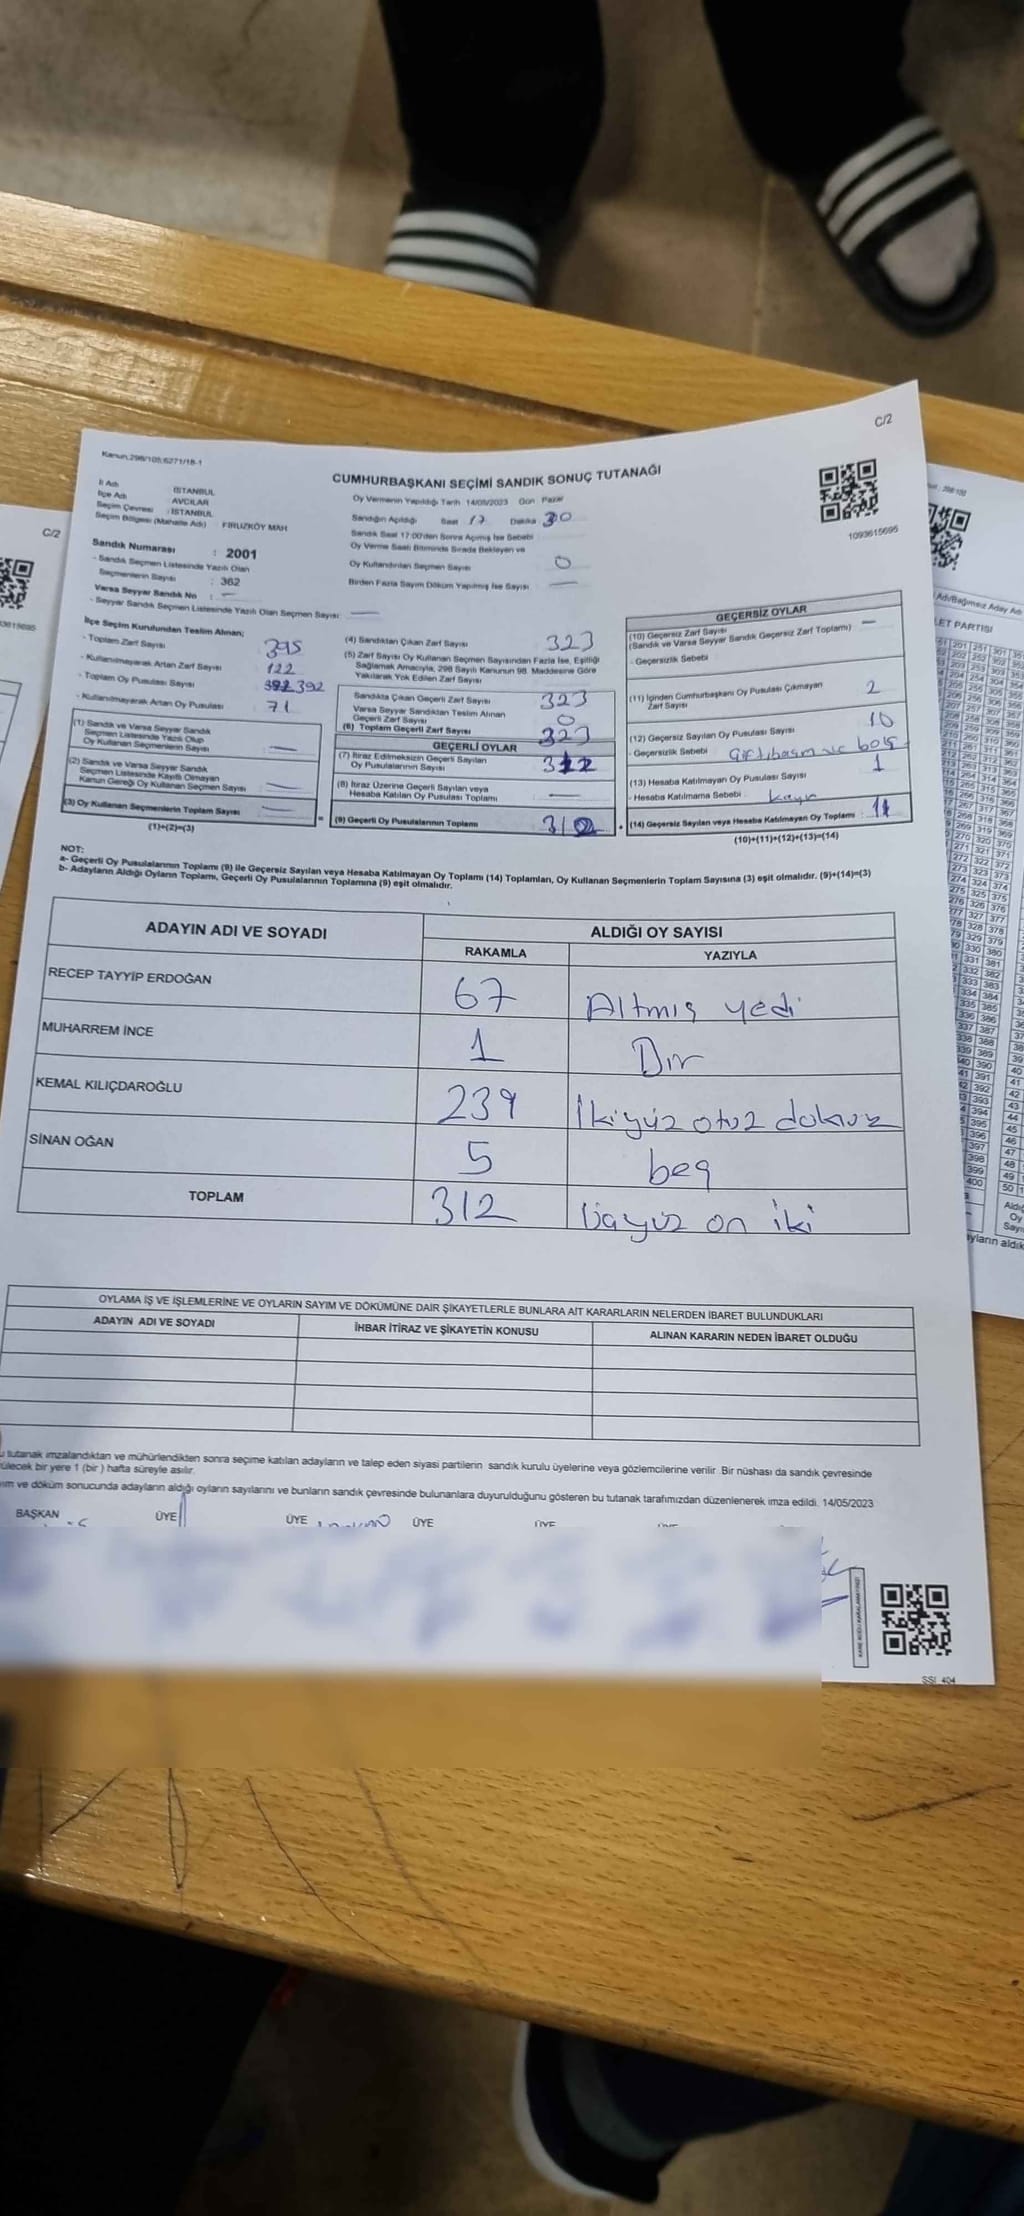 C/2
Kanun;298/105;6271/18-1
CUMHURBAŞKANI SEÇİMİ SANDIK SONUÇ TUTANAĞI
İl Adı : İSTANBUL
İlçe Adı : AVCILAR
Seçim Çevresi : İSTANBUL
Seçim Bölgesi (Mahalle Adı) : FIRUZKÖY MAH
Oy Vermenin Yapıldığı Tarih 14/05/2023 Gün Pazar
Sandığın Açıldığı Saat 17 Dakika 30
Sandık Saat 17:00'den Sonra Açılmış İse Sebebi
Oy Verme Saati Bitiminde Sırada Bekleyen ve
Oy Kullandırılan Seçmen Sayısı 0
Birden Fazla Sayım Döküm Yapılmış İse Sayısı —
1093615695
Sandık Numarası : 2001
- Sandık Seçmen Listesinde Yazılı Olan
Seçmenlerin Sayısı : 362
Varsa Seyyar Sandık No : —
- Seyyar Sandık Seçmen Listesinde Yazılı Olan Seçmen Sayısı: —
İlçe Seçim Kurulundan Teslim Alınan;
- Toplam Zarf Sayısı 395
- Kullanılmayarak Artan Zarf Sayısı 122
- Toplam Oy Pusulası Sayısı 392
- Kullanılmayarak Artan Oy Pusulası 71
(1) Sandık ve Varsa Seyyar Sandık
Seçmen Listesinde Yazılı Olup
Oy Kullanan Seçmenlerin Sayısı —
(2) Sandık ve Varsa Seyyar Sandık
Seçmen Listesinde Kayıtlı Olmayan
Kanun Gereği Oy Kullanan Seçmen Sayısı —
(3) Oy Kullanan Seçmenlerin Toplam Sayısı —
(1)+(2)=(3)
(4) Sandıktan Çıkan Zarf Sayısı 323
(5) Zarf Sayısı Oy Kullanan Seçmen Sayısından Fazla İse, Eşitliği
Sağlamak Amacıyla, 298 Sayılı Kanunun 98. Maddesine Göre
Yakılarak Yok Edilen Zarf Sayısı
Sandıkta Çıkan Geçerli Zarf Sayısı 323
Varsa Seyyar Sandıktan Teslim Alınan
Geçerli Zarf Sayısı 0
(6) Toplam Geçerli Zarf Sayısı 323
GEÇERLİ OYLAR
(7) İtiraz Edilmeksizin Geçerli Sayılan
Oy Pusulalarının Sayısı 312
(8) İtiraz Üzerine Geçerli Sayılan veya
Hesaba Katılan Oy Pusulası Toplamı —
(9) Geçerli Oy Pusulalarının Toplamı 312
GEÇERSİZ OYLAR
(10) Geçersiz Zarf Sayısı —
(Sandık ve Varsa Seyyar Sandık Geçersiz Zarf Toplamı)
- Geçersizlik Sebebi
(11) İçinden Cumhurbaşkanı Oy Pusulası Çıkmayan
Zarf Sayısı 2
(12) Geçersiz Sayılan Oy Pusulası Sayısı 10
- Geçersizlik Sebebi
(13) Hesaba Katılmayan Oy Pusulası Sayısı 1
- Hesaba Katılmama Sebebi : kayıp
(14) Geçersiz Sayılan veya Hesaba Katılmayan Oy Toplamı : 11
(10)+(11)+(12)+(13)=(14)
NOT:
a- Geçerli Oy Pusulalarının Toplamı (9) ile Geçersiz Sayılan veya Hesaba Katılmayan Oy Toplamı (14) Toplamları, Oy Kullanan Seçmenlerin Toplam Sayısına (3) eşit olmalıdır. (9)+(14)=(3)
b- Adayların Aldığı Oyların Toplamı, Geçerli Oy Pusulalarının Toplamına (9) eşit olmalıdır.
ADAYIN ADI VE SOYADI ALDIĞI OY SAYISI
RAKAMLA YAZIYLA
RECEP TAYYİP ERDOĞAN 67 Altmış yedi
MUHARREM İNCE 1 Bir
KEMAL KILIÇDAROĞLU 239 İkiyüz otuz dokuz
SİNAN OĞAN 5 beş
TOPLAM 312 Üçyüz on iki
OYLAMA İŞ VE İŞLEMLERİNE VE OYLARIN SAYIM VE DÖKÜMÜNE DAİR ŞİKAYETLERLE BUNLARA AİT KARARLARIN NELERDEN İBARET BULUNDUKLARI
ADAYIN ADI VE SOYADI İHBAR İTİRAZ VE ŞİKAYETİN KONUSU ALINAN KARARIN NEDEN İBARET OLDUĞU
tutanak imzalandıktan ve mühürlendikten sonra seçime katılan adayların ve talep eden siyasi partilerin sandık kurulu üyelerine veya gözlemcilerine verilir. Bir nüshası da sandık çevresinde
bir yere 1 (bir) hafta süreyle asılır.
ve döküm sonucunda adayların aldığı oyların sayılarını ve bunların sandık çevresinde bulunanlara duyurulduğunu gösteren bu tutanak tarafımızdan düzenlenerek imza edildi. 14/05/2023
BAŞKAN ÜYE ÜYE ÜYE ÜYE
SSİ 404
C/2